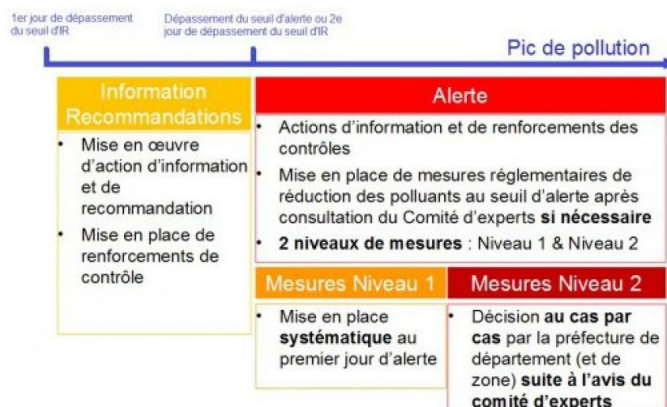 1er jour de dépassement
du seuil d'IR
Dépassement du seuil d'alerte ou 2e
jour de dépassement du seuil d'IR
Pic de pollution
Information
Recommandations
• Mise en œuvre
d'action d'information
et de
recommandation
• Mise en place de
renforcements de
contrôle
Alerte
• Actions d'information et de renforcements des
contrôles
• Mise en place de mesures réglementaires de
réduction des polluants au seuil d'alerte après
consultation du Comité d'experts si nécessaire
• 2 niveaux de mesures : Niveau 1 & Niveau 2
Mesures Niveau 1
• Mise en place
systématique au
premier jour d'alerte
Mesures Niveau 2
• Décision au cas par
cas par la préfecture de
département (et de
zone) suite à l'avis du
comité d'experts